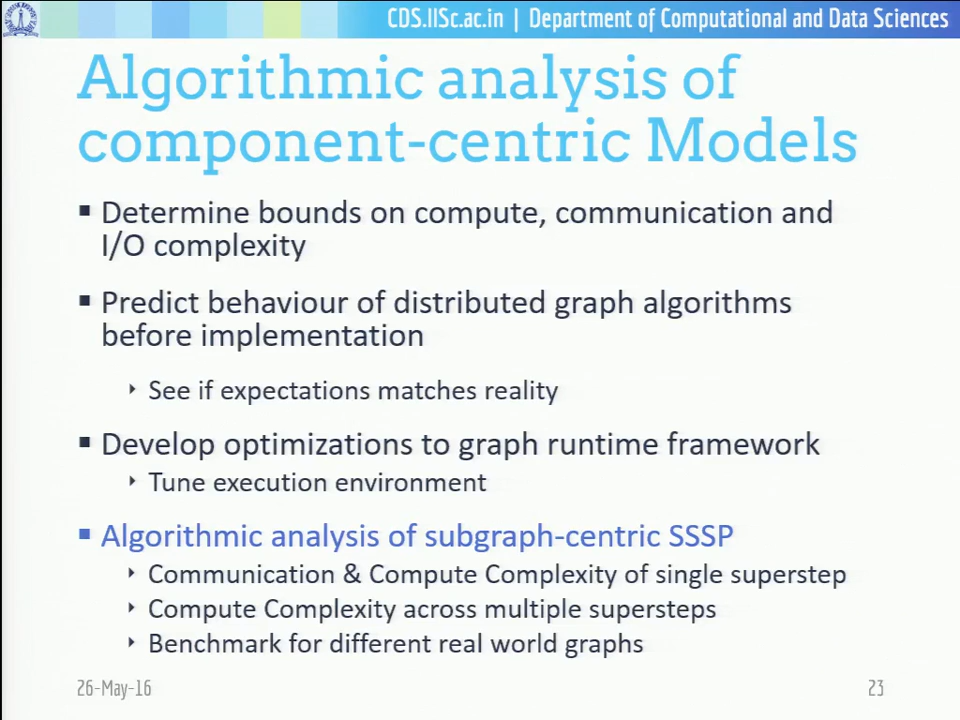 CDS.IISc.ac.in | Department of Computational and Data Sciences
Algorithmic analysis of
component-centric Models
▪ Determine bounds on compute, communication and
I/O complexity
▪ Predict behaviour of distributed graph algorithms
before implementation
‣ See if expectations matches reality
▪ Develop optimizations to graph runtime framework
‣ Tune execution environment
▪ Algorithmic analysis of subgraph-centric SSSP
‣ Communication & Compute Complexity of single superstep
‣ Compute Complexity across multiple supersteps
‣ Benchmark for different real world graphs
26-May-16
23